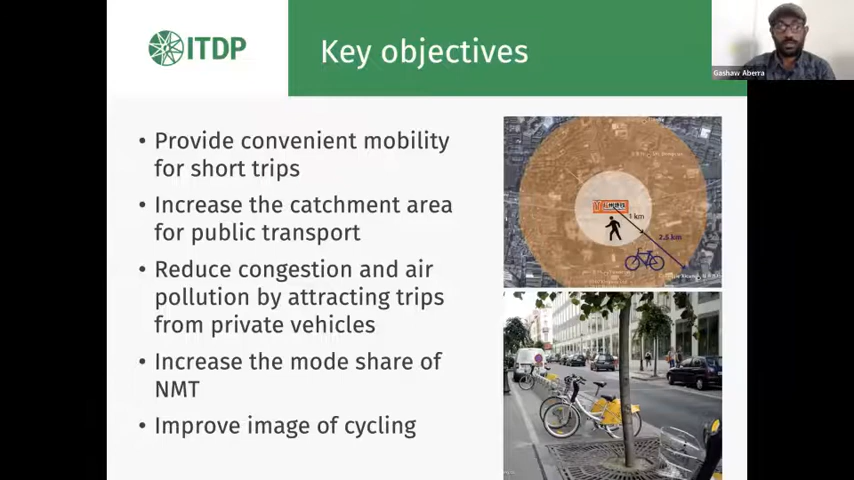 ITDP
Key objectives
Gashaw Aberra
• Provide convenient mobility
for short trips
• Increase the catchment area
for public transport
• Reduce congestion and air
pollution by attracting trips
from private vehicles
• Increase the mode share of
NMT
• Improve image of cycling
1 km
2.5 km